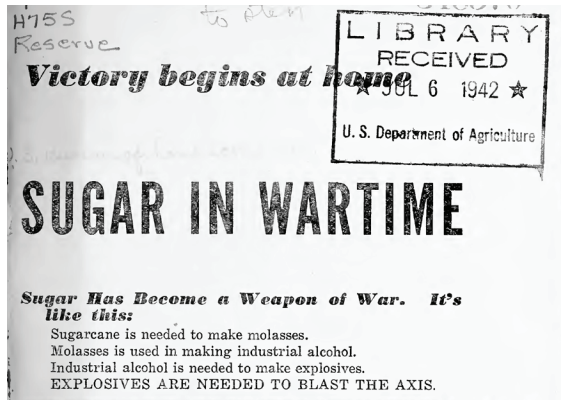 H75S
Reserve
to
Victory begins at home
LIBRARY
RECEIVED
★ JUL 6 1942 ★
U. S. Department of Agriculture
SUGAR IN WARTIME
Sugar Has Become a Weapon of War. It's
like this:
Sugarcane is needed to make molasses.
Molasses is used in making industrial alcohol.
Industrial alcohol is needed to make explosives.
EXPLOSIVES ARE NEEDED TO BLAST THE AXIS.